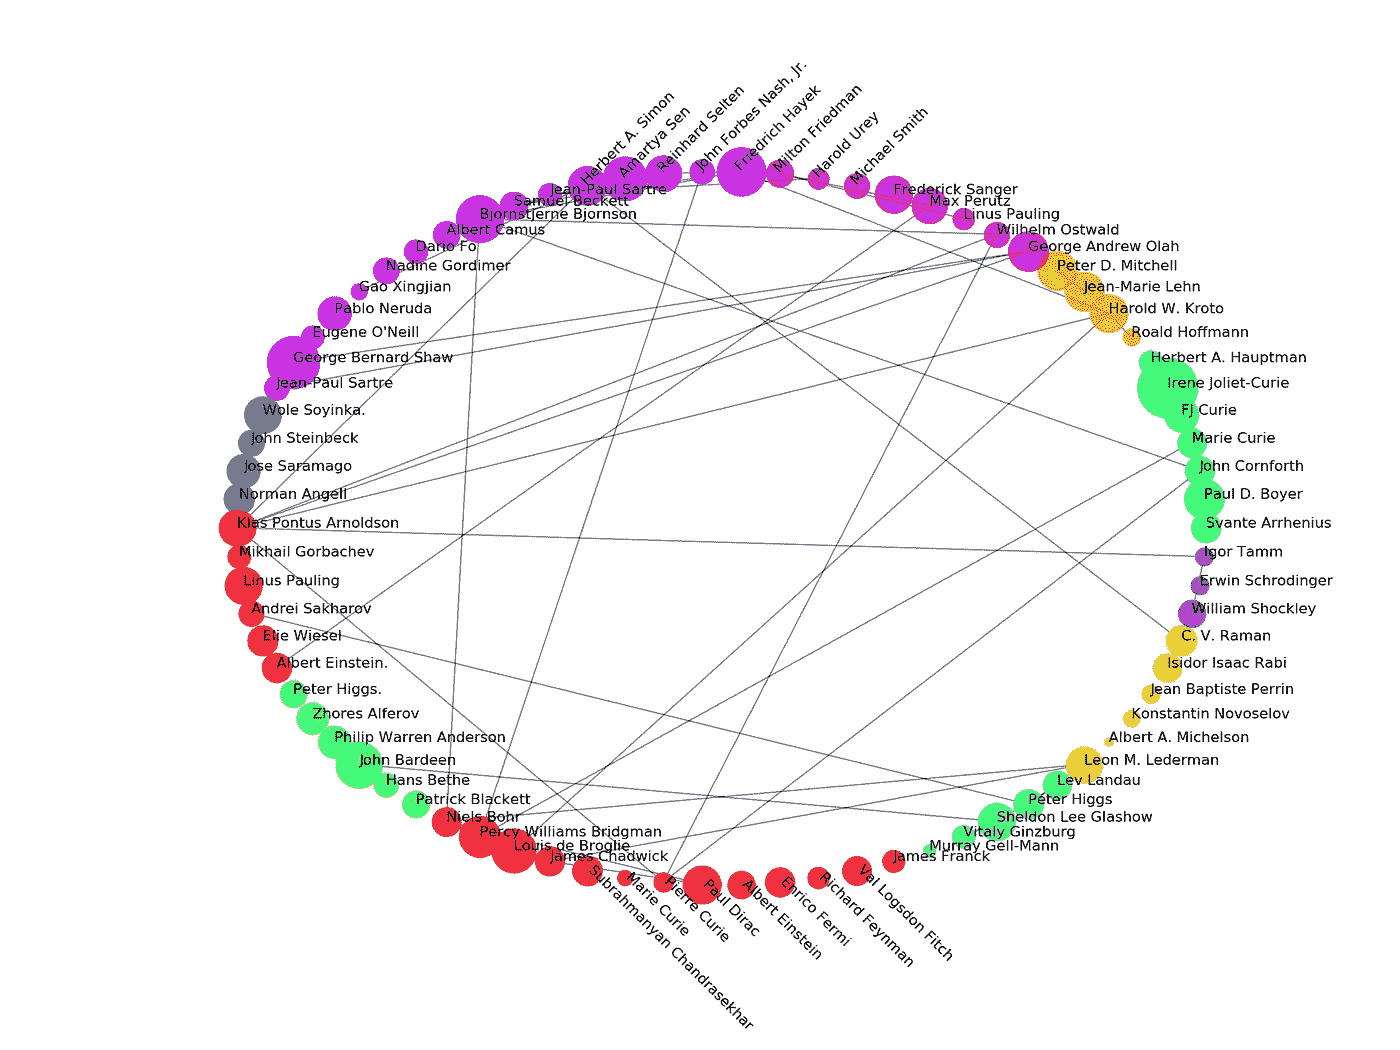 Herbert A. Simon
Amartya Sen
Reinhard Selten
John Forbes Nash, Jr.
Friedrich Hayek
Milton Friedman
Harold Urey
Michael Smith
Frederick Sanger
Max Perutz
Linus Pauling
Wilhelm Ostwald
George Andrew Olah
Peter D. Mitchell
Jean-Marie Lehn
Harold W. Kroto
Roald Hoffmann
Herbert A. Hauptman
Irene Joliet-Curie
FJ Curie
Marie Curie
John Cornforth
Paul D. Boyer
Svante Arrhenius
Igor Tamm
Erwin Schrodinger
William Shockley
C. V. Raman
Isidor Isaac Rabi
Jean Baptiste Perrin
Konstantin Novoselov
Albert A. Michelson
Leon M. Lederman
Lev Landau
Peter Higgs
Sheldon Lee Glashow
Vitaly Ginzburg
Murray Gell-Mann
James Franck
Val Logsdon Fitch
Richard Feynman
Enrico Fermi
Albert Einstein
Paul Dirac
Pierre Curie
Marie Curie
Subrahmanyan Chandrasekhar
James Chadwick
Louis de Broglie
Percy Williams Bridgman
Niels Bohr
Patrick Blackett
Hans Bethe
John Bardeen
Philip Warren Anderson
Zhores Alferov
Peter Higgs.
Albert Einstein.
Elie Wiesel
Andrei Sakharov
Linus Pauling
Mikhail Gorbachev
Klas Pontus Arnoldson
Norman Angell
Jose Saramago
John Steinbeck
Wole Soyinka.
Jean-Paul Sartre
George Bernard Shaw
Eugene O'Neill
Pablo Neruda
Gao Xingjian
Nadine Gordimer
Dario Fo
Albert Camus
Bjornstjerne Bjornson
Samuel Beckett
Jean-Paul Sartre